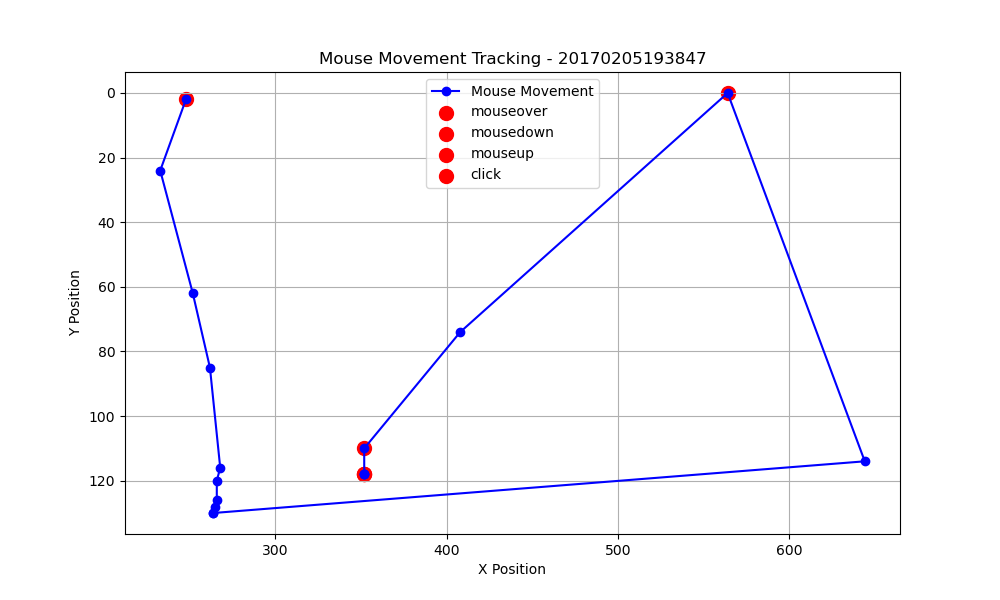 Mouse Movement Tracking - 20170205193847
Mouse Movement
mouseover
mousedown
mouseup
click
0
20
40
60
80
100
120
Y Position
300
400
500
600
X Position